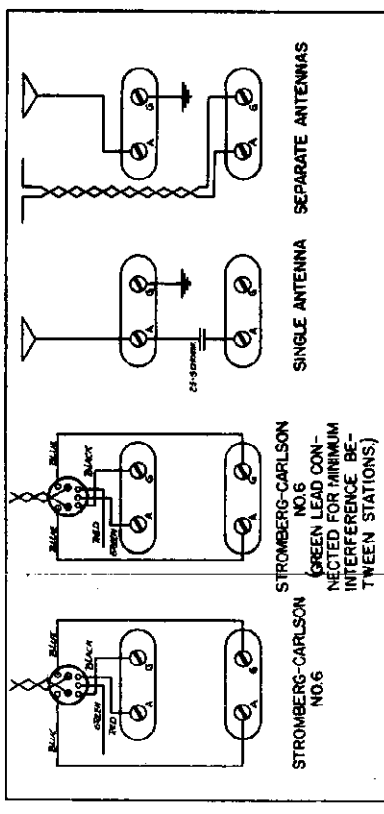 BLUE BLUE
BLACK
GREEN
RED
A G
A G
STROMBERG-CARLSON
NO.6
BLUE BLUE
BLACK
RED
GREEN
A G
A G
STROMBERG-CARLSON
NO.6
(GREEN LEAD CON-
NECTED FOR MINIMUM
INTERFERENCE BE-
TWEEN STATIONS.)
A G
A G
SINGLE ANTENNA
A G
A G
SEPARATE ANTENNAS